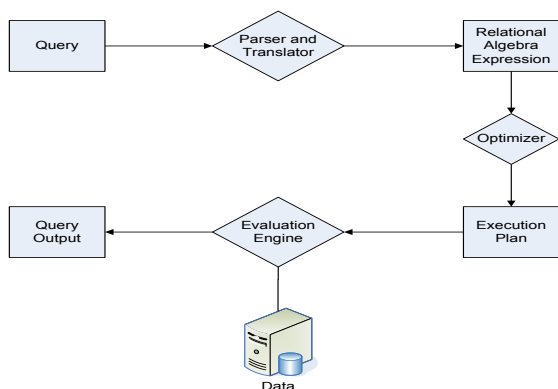 Query
Parser and
Translator
Relational
Algebra
Expression
Optimizer
Query
Output
Evaluation
Engine
Execution
Plan
Data